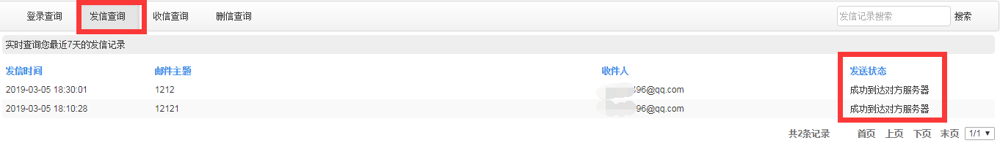 登录查询 发信查询 收信查询 删信查询 发信记录搜索 搜索
实时查询您最近7天的发信记录
发信时间 邮件主题 收件人 发送状态
2019-03-05 18:30:01 1212 96@qq.com 成功到达对方服务器
2019-03-05 18:10:28 12121 96@qq.com 成功到达对方服务器
共2条记录 首页 上页 下页 末页 1/1